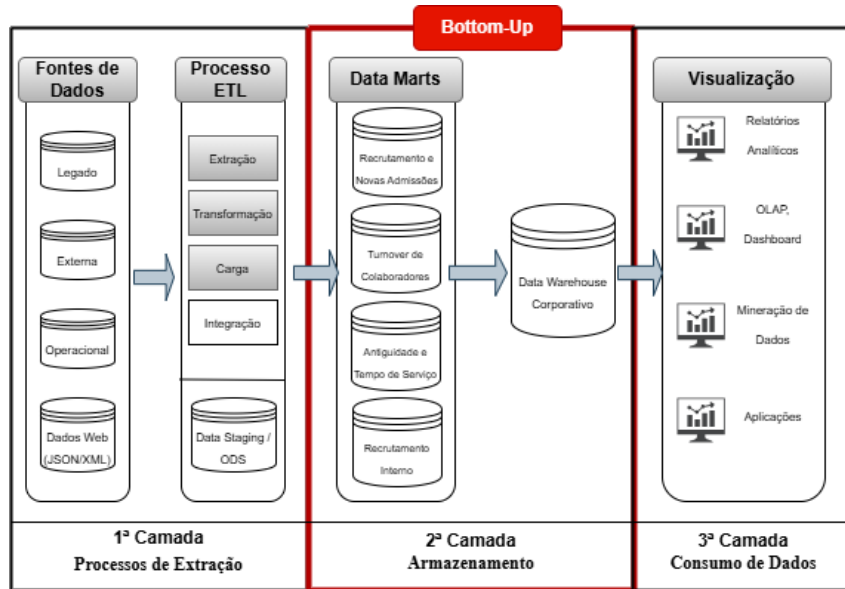 Bottom-Up
Fontes de
Dados
Legado
Externa
Operacional
Dados Web
(JSON/XML)
Processo
ETL
Extração
Transformação
Carga
Integração
Data Staging /
ODS
Data Marts
Recrutamento e
Novas Admissões
Turnover de
Colaboradores
Antiguidade e
Tempo de Serviço
Recrutamento
Interno
Data Warehouse
Corporativo
Visualização
Relatórios
Analíticos
OLAP,
Dashboard
Mineração de
Dados
Aplicações
1ª Camada
Processos de Extração
2ª Camada
Armazenamento
3ª Camada
Consumo de Dados